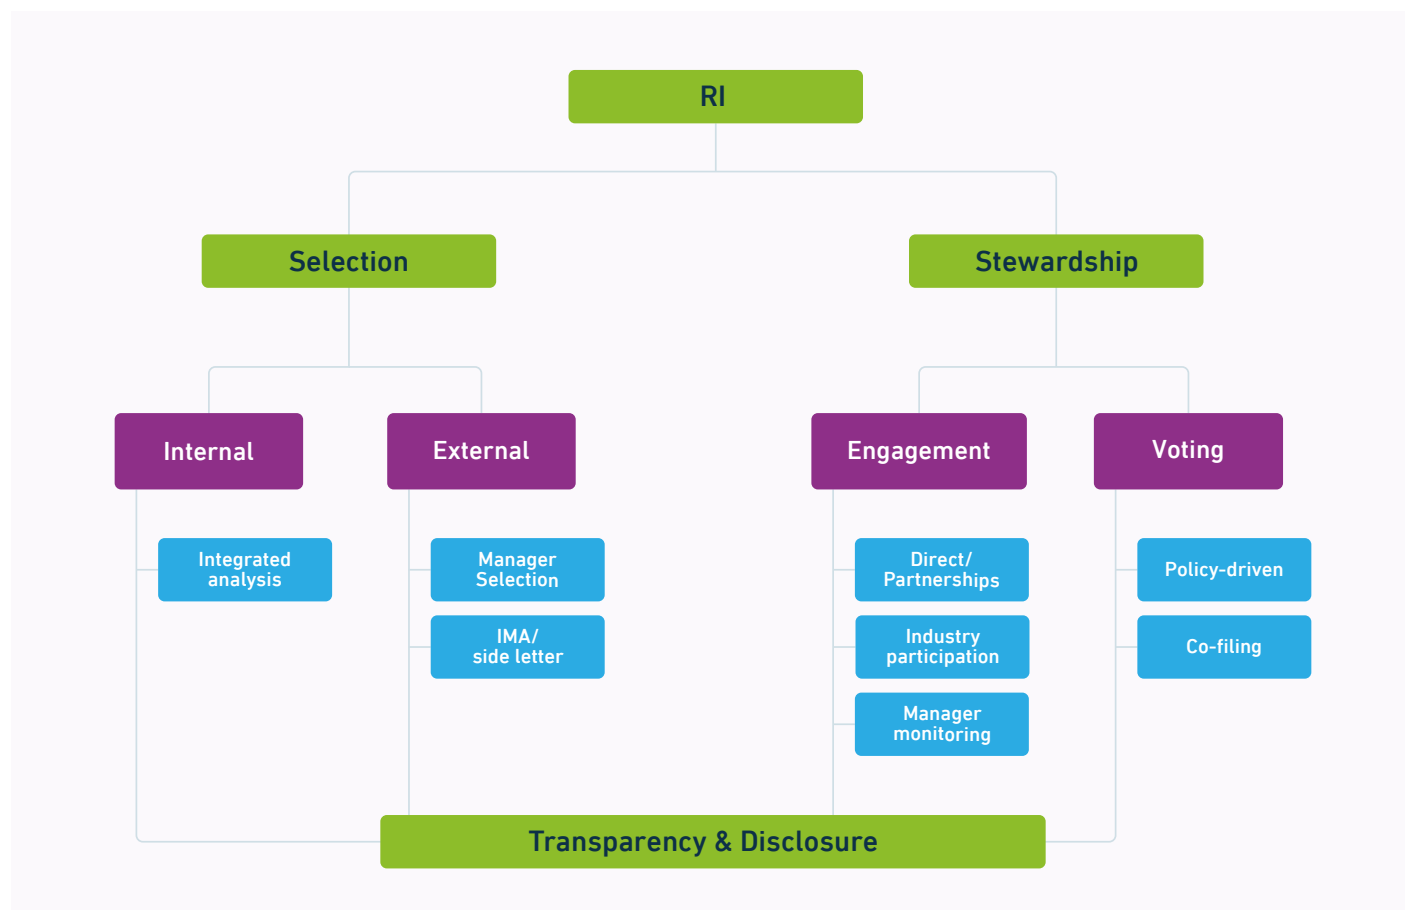 RI
Selection
Stewardship
Internal
External
Engagement
Voting
Integrated
analysis
Manager
Selection
IMA/
side letter
Direct/
Partnerships
Industry
participation
Manager
monitoring
Policy-driven
Co-filing
Transparency & Disclosure